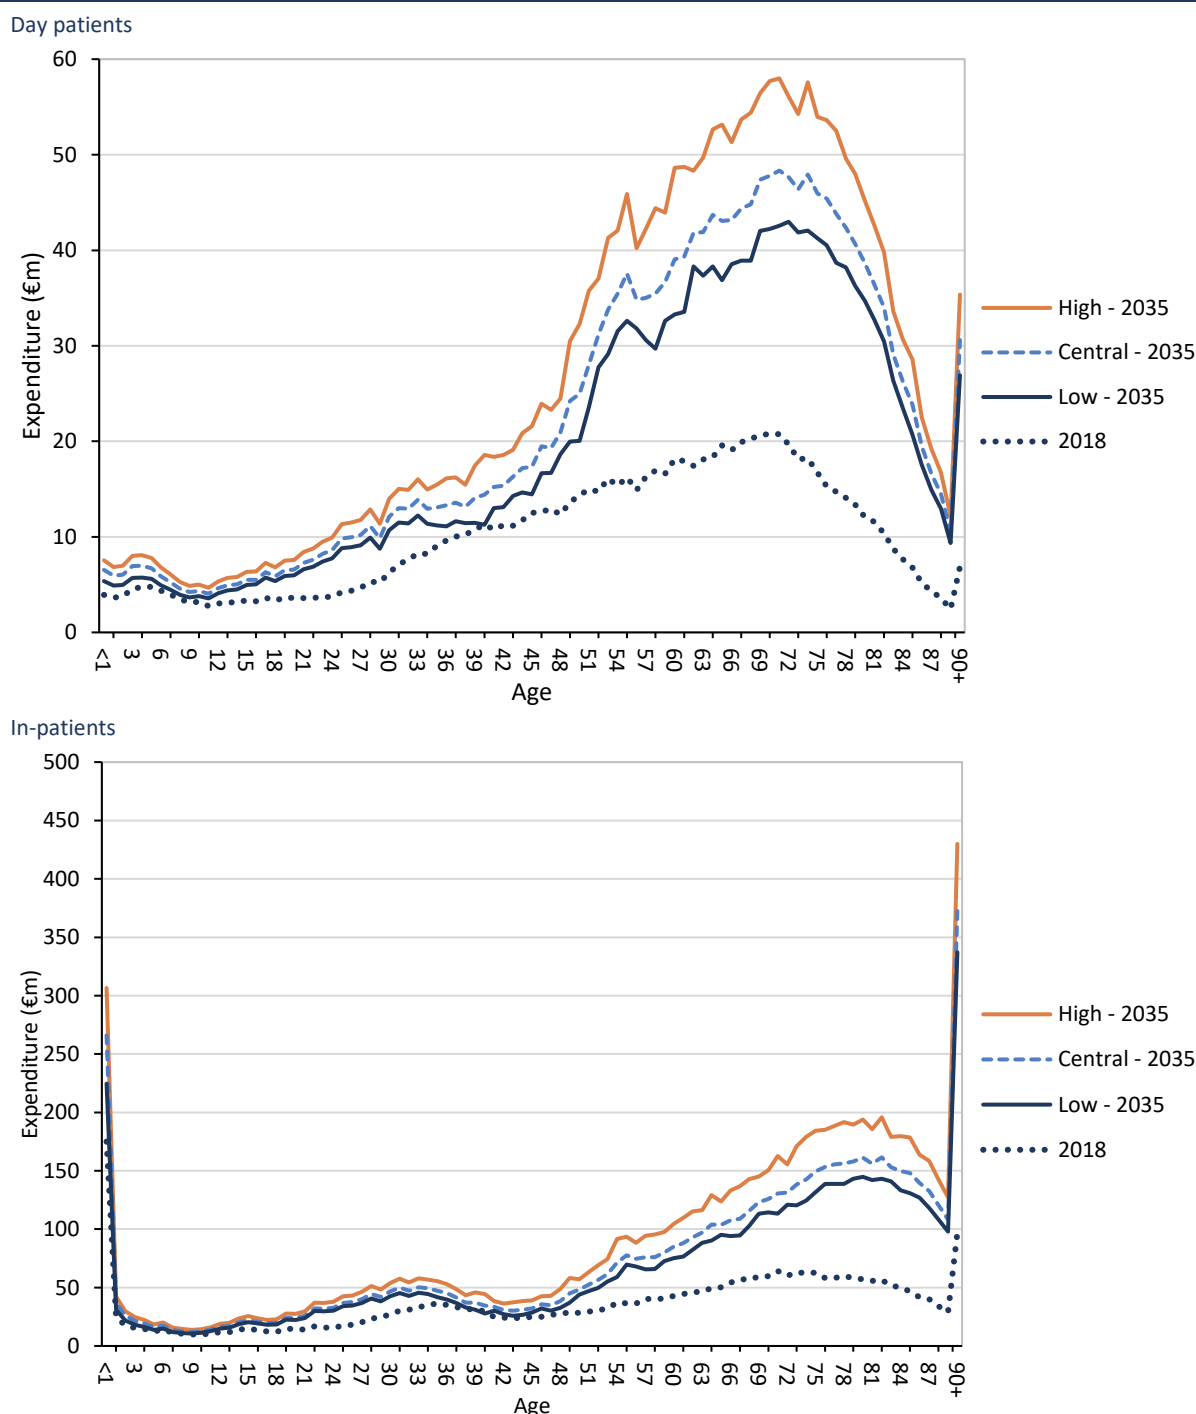 Day patients
60
50
40
30
20
10
0
Expenditure (€m)
<1 3 6 9 12 15 18 21 24 27 30 33 36 39 42 45 48 51 54 57 60 63 66 69 72 75 78 81 84 87 90+
Age
High - 2035
Central - 2035
Low - 2035
2018
In-patients
500
450
400
350
300
250
200
150
100
50
0
Expenditure (€m)
<1 3 6 9 12 15 18 21 24 27 30 33 36 39 42 45 48 51 54 57 60 63 66 69 72 75 78 81 84 87 90+
Age
High - 2035
Central - 2035
Low - 2035
2018